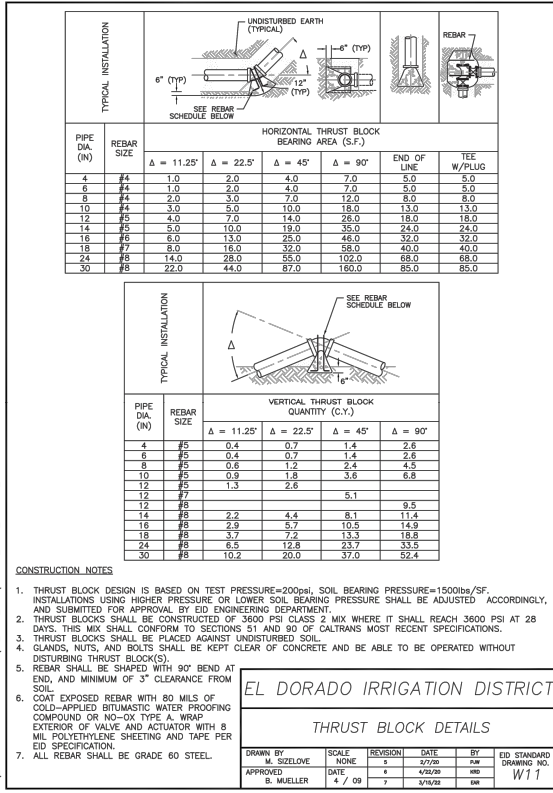 TYPICAL INSTALLATION
UNDISTURBED EARTH
(TYPICAL)
Δ
6" (TYP)
12"
(TYP)
6" (TYP)
SEE REBAR
SCHEDULE BELOW
REBAR
PIPE DIA. (IN) REBAR SIZE HORIZONTAL THRUST BLOCK
BEARING AREA (S.F.)
Δ = 11.25° Δ = 22.5° Δ = 45° Δ = 90° END OF LINE TEE W/PLUG
4 #4 1.0 2.0 4.0 7.0 5.0 5.0
6 #4 1.0 2.0 4.0 7.0 5.0 5.0
8 #4 2.0 3.0 7.0 12.0 8.0 8.0
10 #4 3.0 5.0 10.0 18.0 13.0 13.0
12 #5 4.0 7.0 14.0 26.0 18.0 18.0
14 #5 5.0 10.0 19.0 35.0 24.0 24.0
16 #6 6.0 13.0 25.0 46.0 32.0 32.0
18 #7 8.0 16.0 32.0 58.0 40.0 40.0
24 #8 14.0 28.0 55.0 102.0 68.0 68.0
30 #8 22.0 44.0 87.0 160.0 85.0 85.0
TYPICAL INSTALLATION
SEE REBAR
SCHEDULE BELOW
Δ
6"
PIPE DIA. (IN) REBAR SIZE VERTICAL THRUST BLOCK
QUANTITY (C.Y.)
Δ = 11.25° Δ = 22.5° Δ = 45° Δ = 90°
4 #5 0.4 0.7 1.4 2.6
6 #5 0.4 0.7 1.4 2.6
8 #5 0.6 1.2 2.4 4.5
10 #5 0.9 1.8 3.6 6.8
12 #5 1.3 2.6
12 #7 5.1
12 #8 9.5
14 #8 2.2 4.4 8.1 11.4
16 #8 2.9 5.7 10.5 14.9
18 #8 3.7 7.2 13.3 18.8
24 #8 6.5 12.8 23.7 33.5
30 #8 10.2 20.0 37.0 52.4
CONSTRUCTION NOTES
1. THRUST BLOCK DESIGN IS BASED ON TEST PRESSURE=200psi, SOIL BEARING PRESSURE=1500lbs/SF.
INSTALLATIONS USING HIGHER PRESSURE OR LOWER SOIL BEARING PRESSURE SHALL BE ADJUSTED ACCORDINGLY,
AND SUBMITTED FOR APPROVAL BY EID ENGINEERING DEPARTMENT.
2. THRUST BLOCKS SHALL BE CONSTRUCTED OF 3600 PSI CLASS 2 MIX WHERE IT SHALL REACH 3600 PSI AT 28
DAYS. THIS MIX SHALL CONFORM TO SECTIONS 51 AND 90 OF CALTRANS MOST RECENT SPECIFICATIONS.
3. THRUST BLOCKS SHALL BE PLACED AGAINST UNDISTURBED SOIL.
4. GLANDS, NUTS, AND BOLTS SHALL BE KEPT CLEAR OF CONCRETE AND BE ABLE TO BE OPERATED WITHOUT
DISTURBING THRUST BLOCK(S).
5. REBAR SHALL BE SHAPED WITH 90° BEND AT
END, AND MINIMUM OF 3" CLEARANCE FROM
SOIL.
6. COAT EXPOSED REBAR WITH 80 MILS OF
COLD-APPLIED BITUMASTIC WATER PROOFING
COMPOUND OR NO-OX TYPE A. WRAP
EXTERIOR OF VALVE AND ACTUATOR WITH 8
MIL POLYETHYLENE SHEETING AND TAPE PER
EID SPECIFICATION.
7. ALL REBAR SHALL BE GRADE 60 STEEL.
EL DORADO IRRIGATION DISTRICT
THRUST BLOCK DETAILS
DRAWN BY SCALE REVISION DATE BY EID STANDARD
M. SIZELOVE NONE 5 2/7/20 PJW DRAWING NO.
APPROVED DATE 6 4/22/20 KRD W11
B. MUELLER 4 / 09 7 3/15/22 EAR